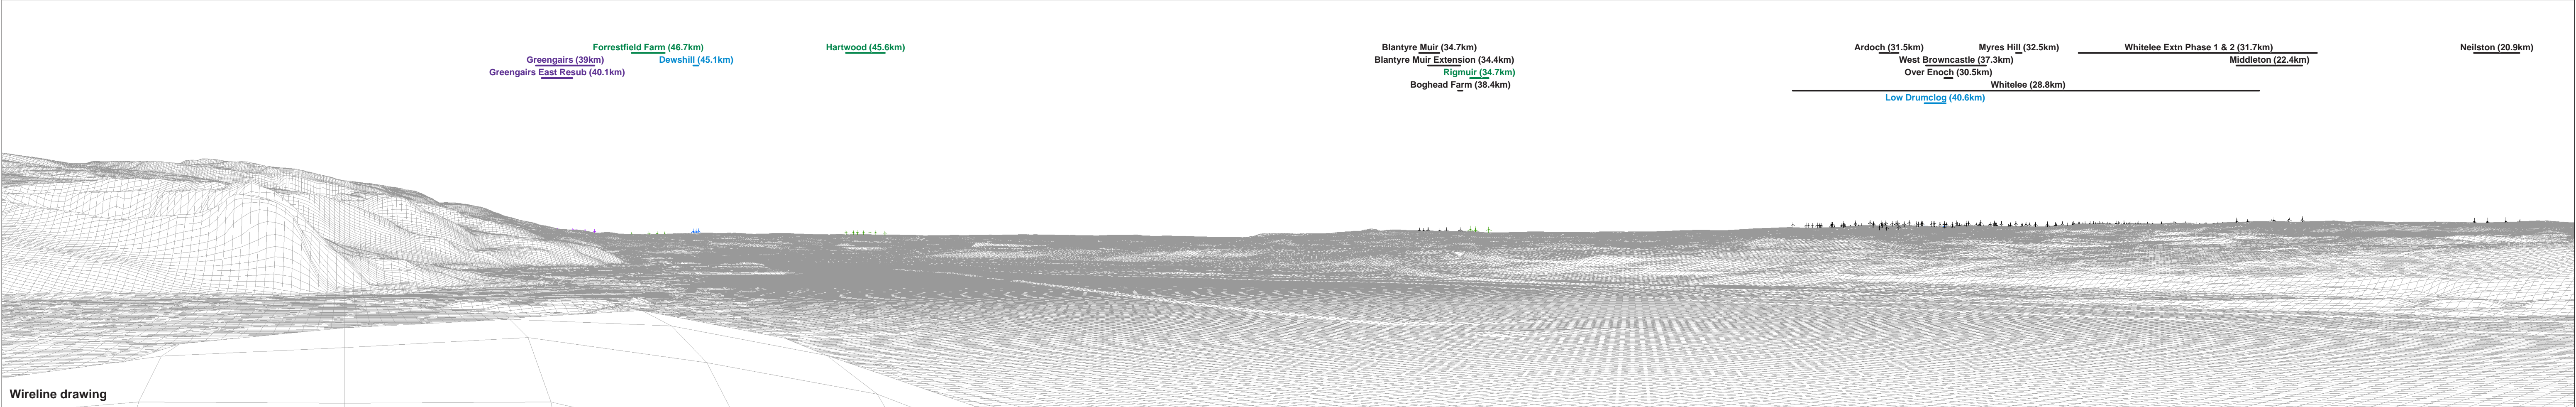 Forrestfield Farm (46.7km)
Greengairs (39km)
Dewshill (45.1km)
Greengairs East Resub (40.1km)
Hartwood (45.6km)
Blantyre Muir (34.7km)
Blantyre Muir Extension (34.4km)
Rigmuir (34.7km)
Boghead Farm (38.4km)
Ardoch (31.5km)
Myres Hill (32.5km)
Whitelee Extn Phase 1 & 2 (31.7km)
West Browncastle (37.3km)
Middleton (22.4km)
Over Enoch (30.5km)
Whitelee (28.8km)
Low Drumclog (40.6km)
Neilston (20.9km)
Wireline drawing